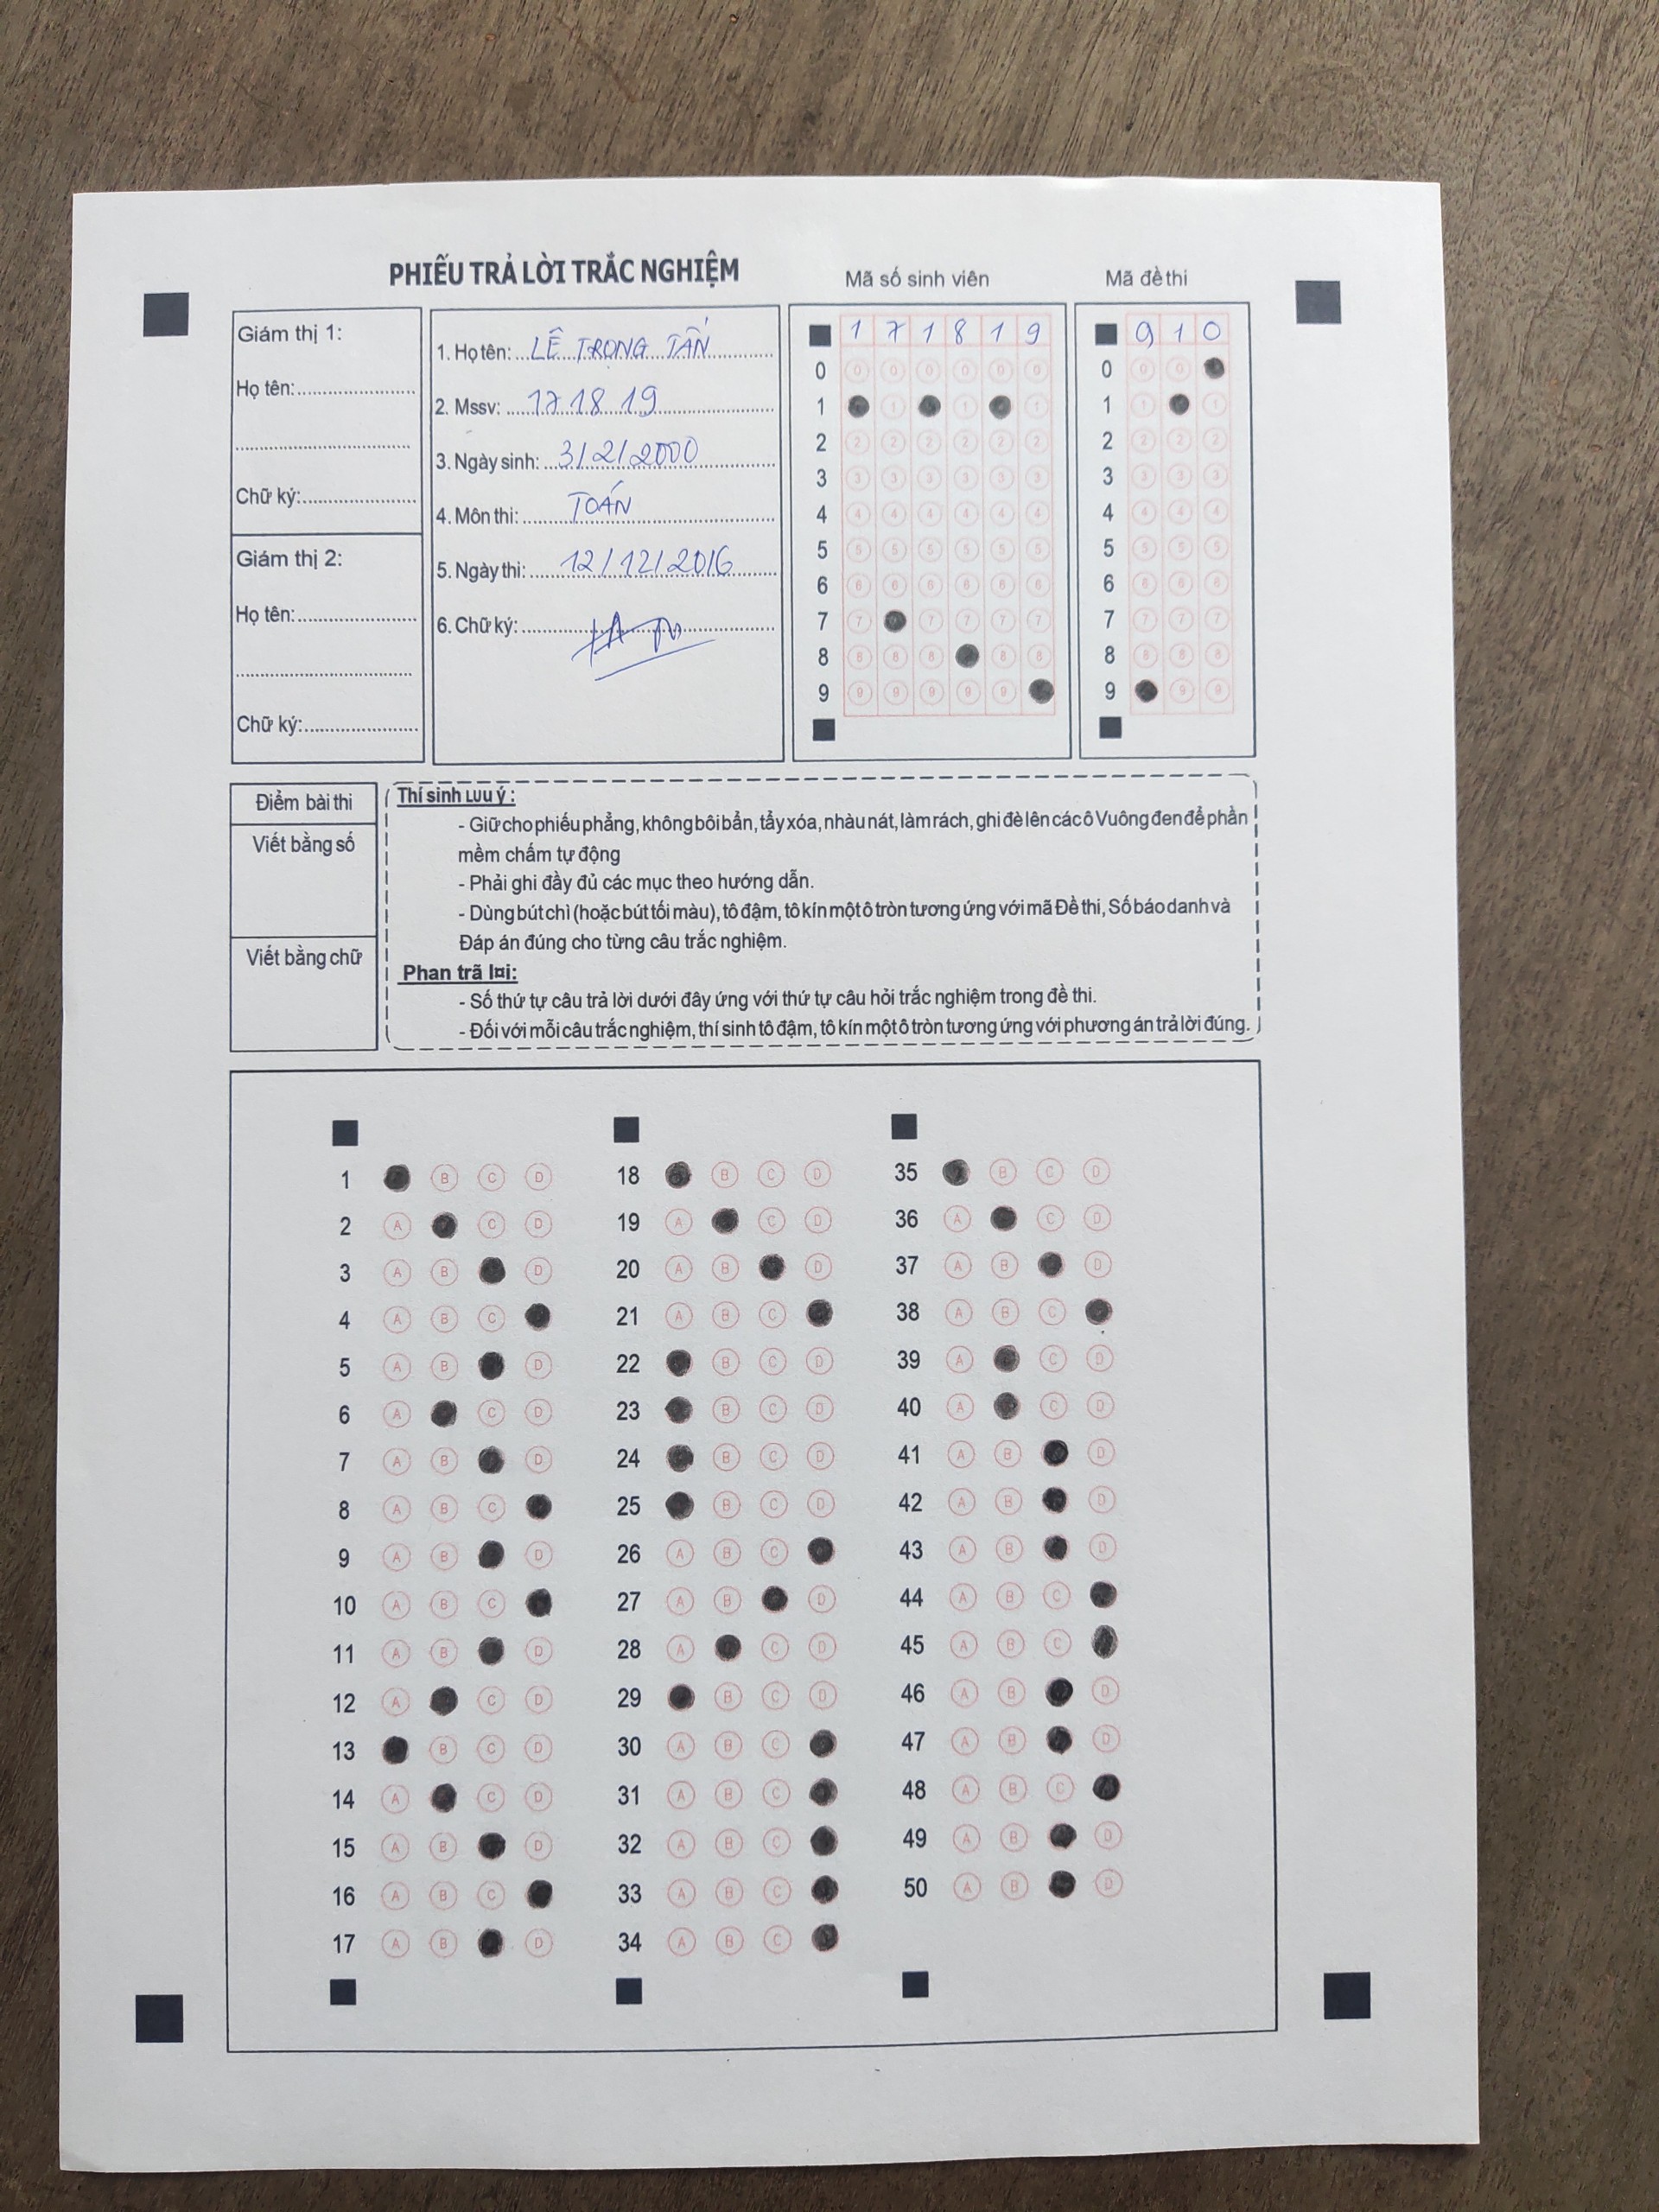 PHIẾU TRẢ LỜI TRẮC NGHIỆM
Mã số sinh viên
Mã đề thi
Giám thị 1:
Họ tên:
Chữ ký:
Giám thị 2:
Họ tên:
Chữ ký:
1. Họ tên: LÊ TRỌNG TẤN
2. Mssv: 17 18 19
3. Ngày sinh: 3/2/2000
4. Môn thi: TOÁN
5. Ngày thi: 12/12/2016
6. Chữ ký:
1 7 1 8 1 9
0 0 0 0 0 0 0
1 1 1 1
2 2 2 2 2 2 2
3 3 3 3 3 3 3
4 4 4 4 4 4 4
5 5 5 5 5 5 5
6 6 6 6 6 6 6
7 7 7 7 7 7
8 8 8 8 8 8
9 9 9 9 9 9
9 1 0
0 0 0
1 1 1
2 2 2 2
3 3 3 3
4 4 4 4
5 5 5 5
6 6 6 6
7 7 7 7
8 8 8 8
9 9 9
Điểm bài thi
Viết bằng số
Viết bằng chữ
Thí sinh Lưu ý :
- Giữ cho phiếu phẳng, không bôi bẩn, tẩy xóa, nhàu nát, làm rách, ghi đè lên các ô Vuông đen để phần
mềm chấm tự động
- Phải ghi đầy đủ các mục theo hướng dẫn.
- Dùng bút chì (hoặc bút tối màu), tô đậm, tô kín một ô tròn tương ứng với mã Đề thi, Số báo danh và
Đáp án đúng cho từng câu trắc nghiệm.
Phan trã l¤i:
- Số thứ tự câu trả lời dưới đây ứng với thứ tự câu hỏi trắc nghiệm trong đề thi.
- Đối với mỗi câu trắc nghiệm, thí sinh tô đậm, tô kín một ô tròn tương ứng với phương án trả lời đúng.
1 B C D
2 A C D
3 A B D
4 A B C
5 A B D
6 A C D
7 A B D
8 A B C
9 A B D
10 A B C
11 A B D
12 A C D
13 B C D
14 A C D
15 A B D
16 A B C
17 A B D
18 B C D
19 A C D
20 A B D
21 A B C
22 B C D
23 B C D
24 B C D
25 B C D
26 A B C
27 A B D
28 A C D
29 B C D
30 A B C
31 A B C
32 A B C
33 A B C
34 A B C
35 B C D
36 A C D
37 A B D
38 A B C
39 A C D
40 A C D
41 A B D
42 A B D
43 A B D
44 A B C
45 A B C
46 A B D
47 A B D
48 A B C
49 A B D
50 A B D